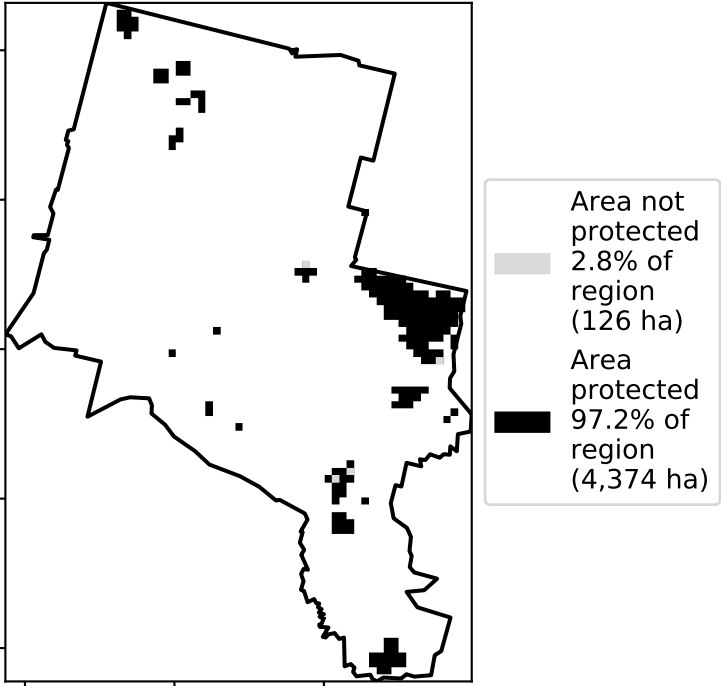 Area not
protected
2.8% of
region
(126 ha)
Area
protected
97.2% of
region
(4,374 ha)